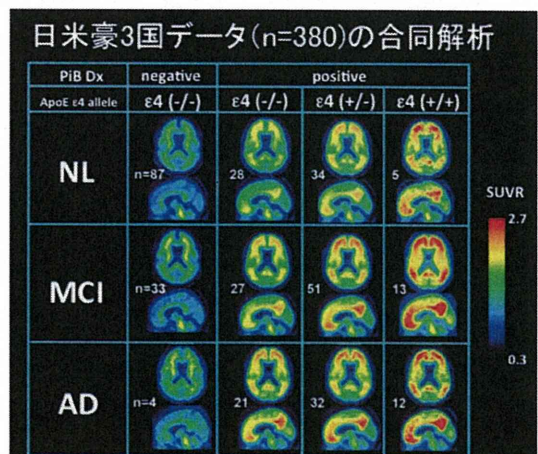 日米豪3国データ(n=380)の合同解析
PiB Dx negative positive
ApoE ε4 allele ε4 (-/-) ε4 (-/-) ε4 (+/-) ε4 (+/+)
NL n=87 28 34 5
SUVR
2.7
MCI n=33 27 51 13
0.3
AD n=4 21 32 12